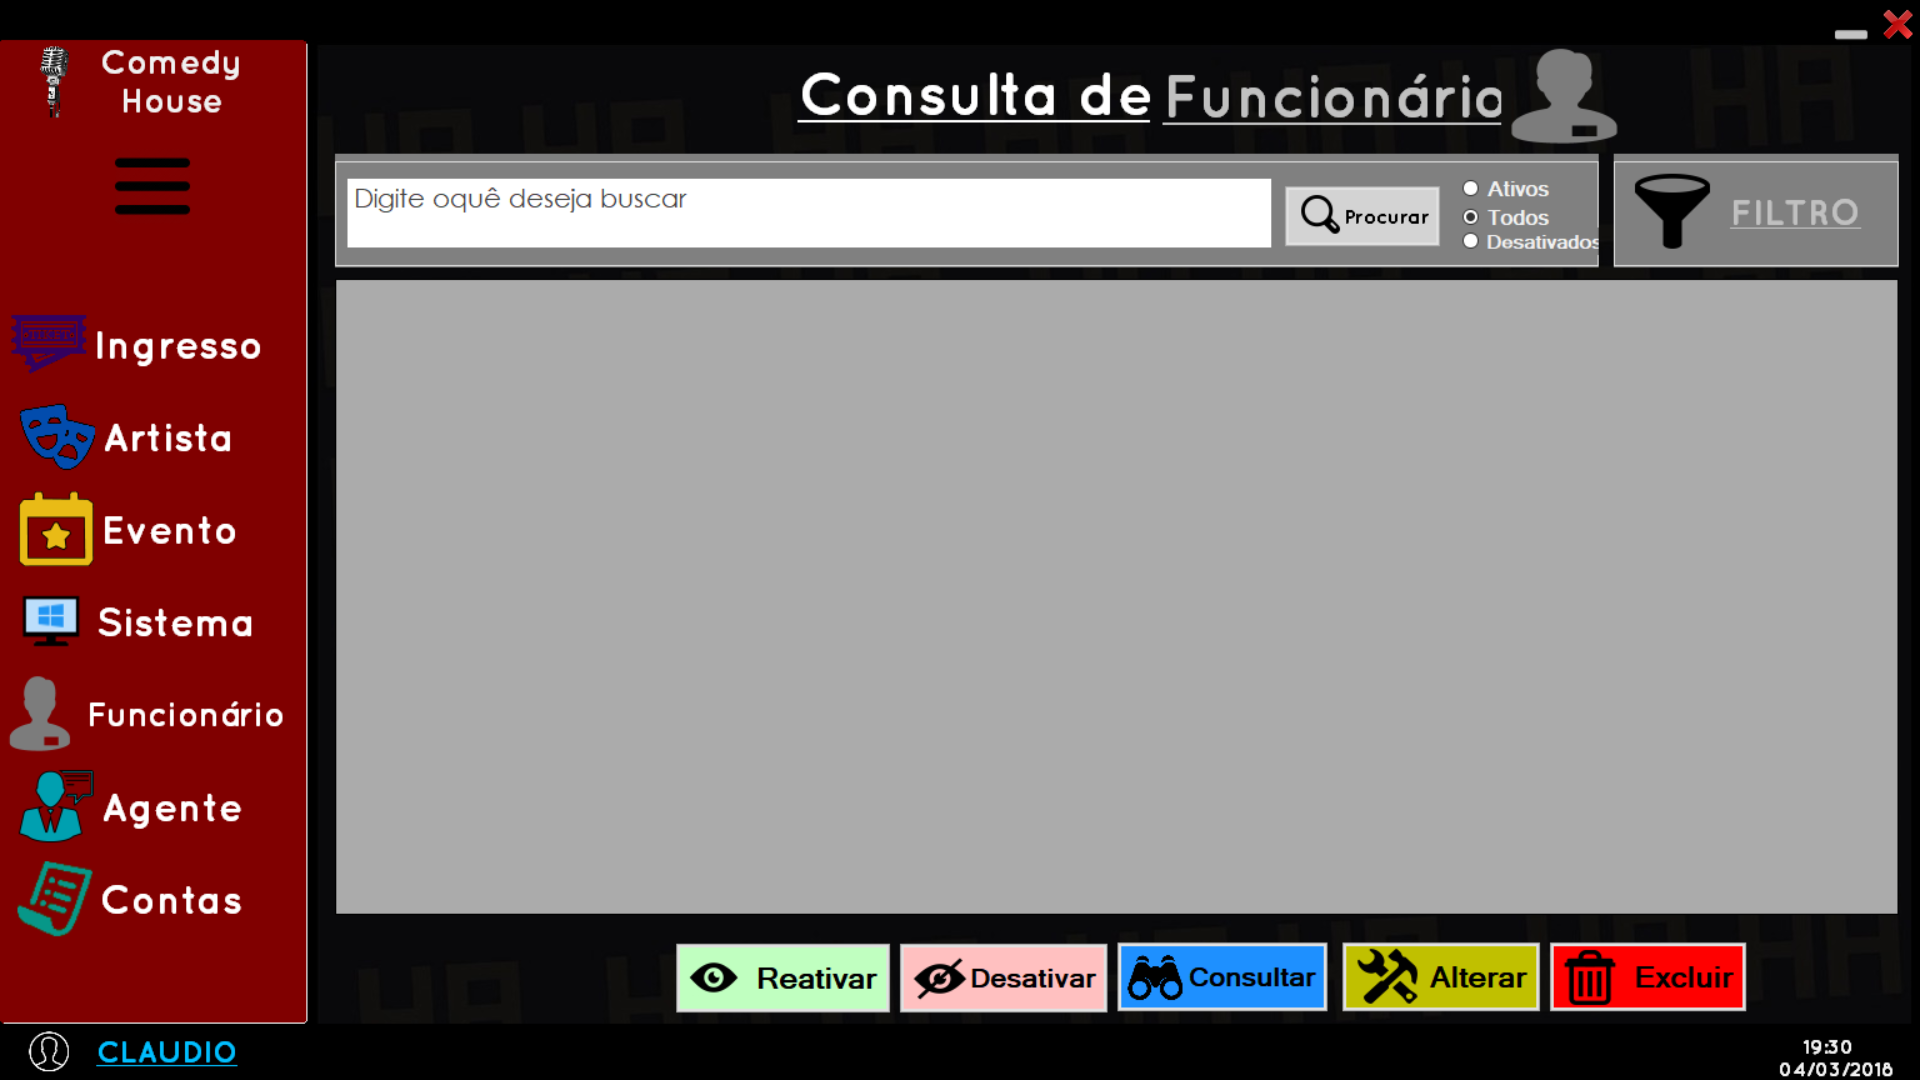 Comedy
House
Consulta de Funcionário
Digite oquê deseja buscar
Procurar
Ativos
Todos
Desativados
FILTRO
Ingresso
Artista
Evento
Sistema
Funcionário
Agente
Contas
Reativar
Desativar
Consultar
Alterar
Excluir
CLAUDIO
19:30
04/03/2018